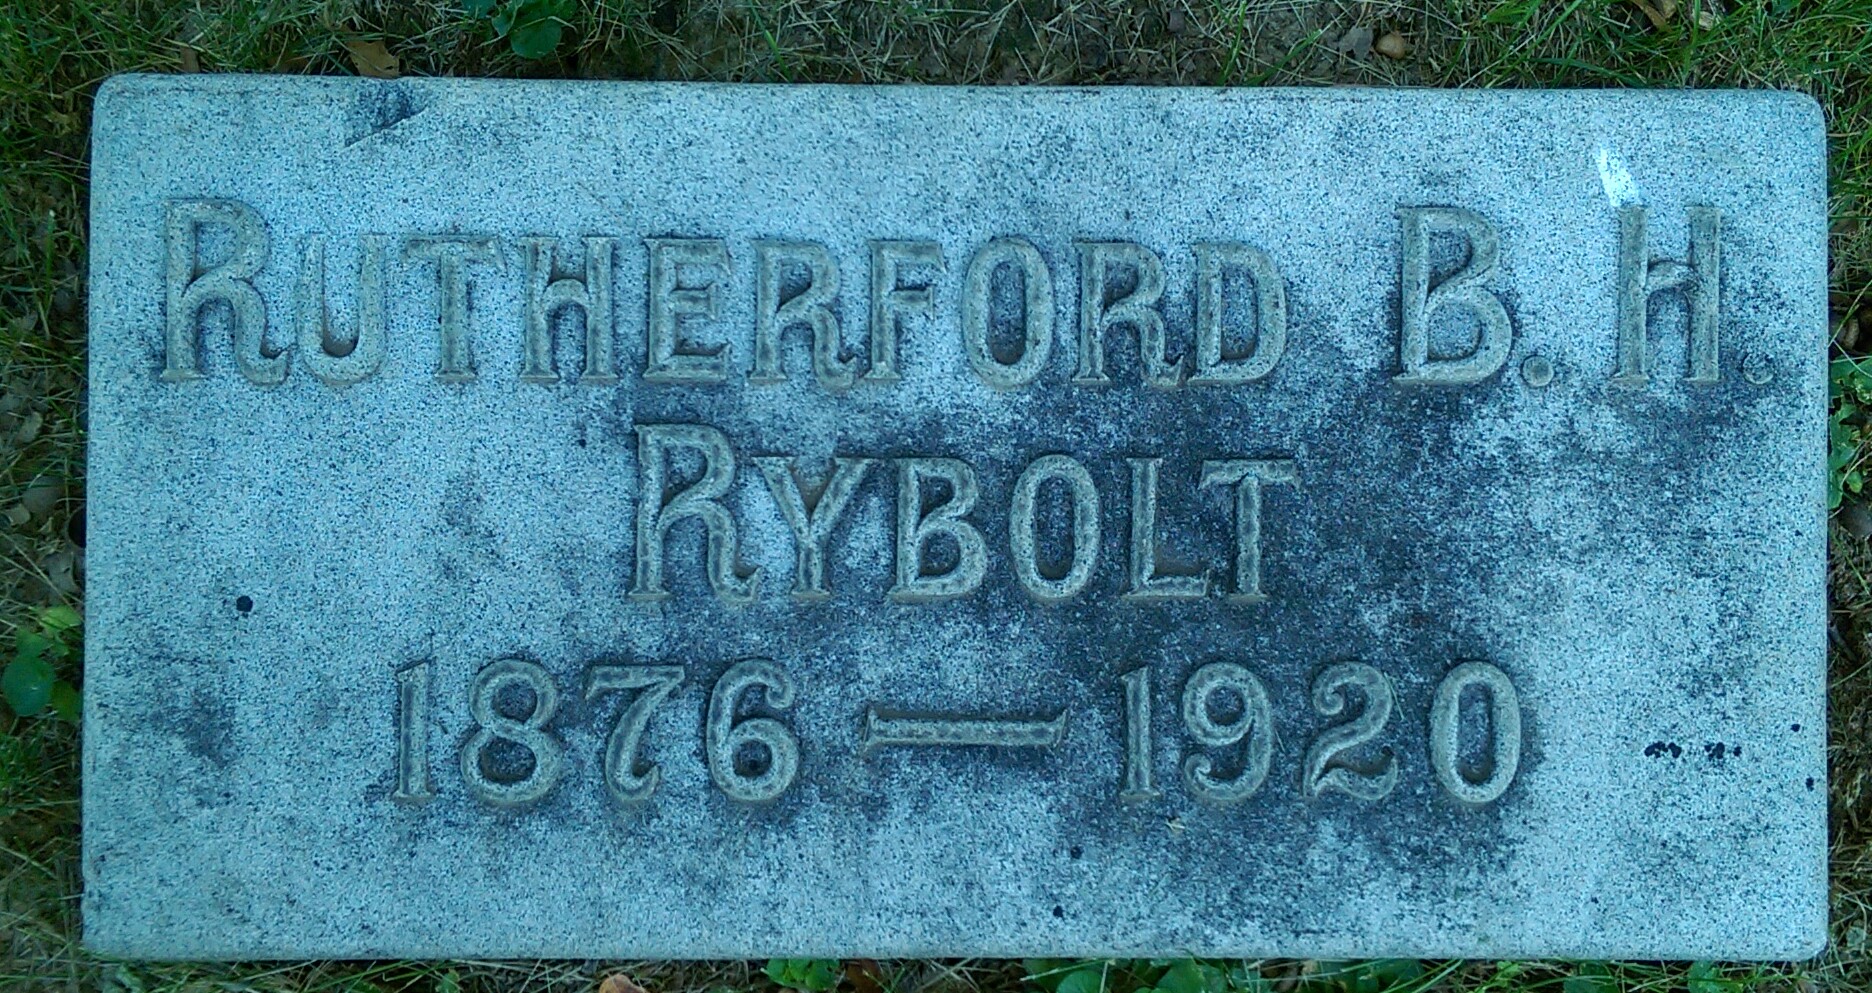 RUTHERFORD B. H.
RYBOLT
1876 — 1920